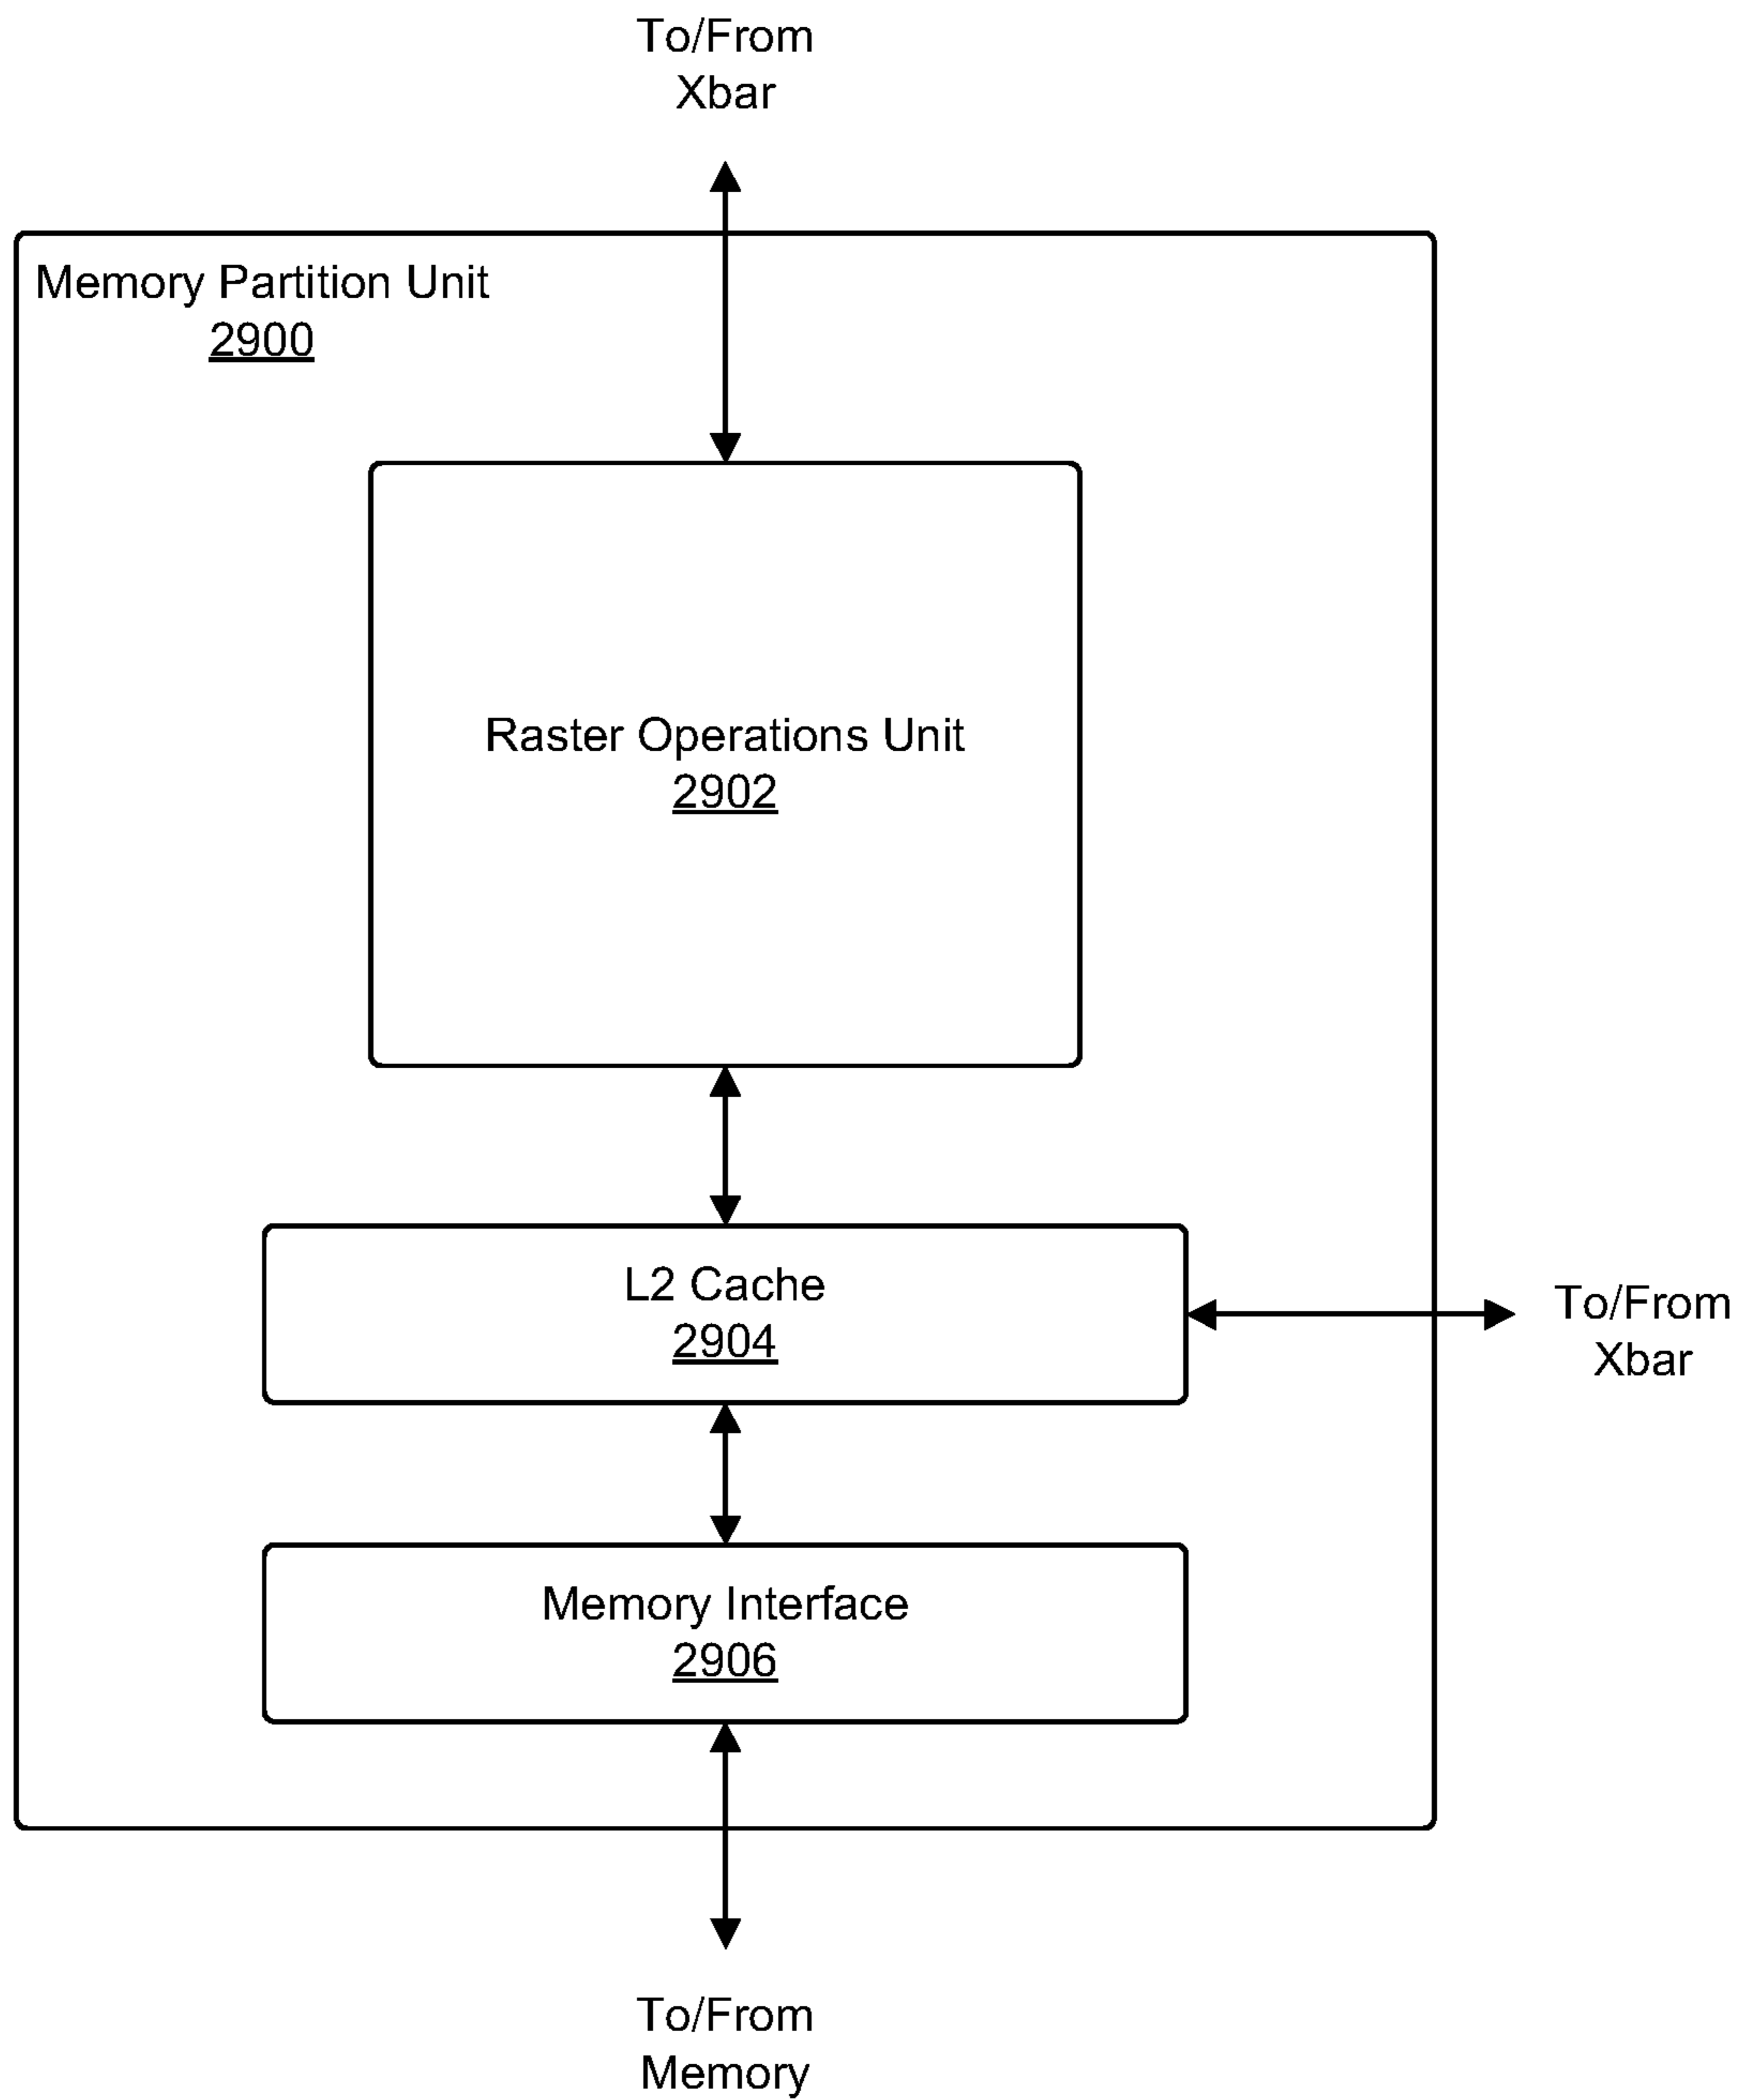 To/From
Xbar
Memory Partition Unit
2900
Raster Operations Unit
2902
L2 Cache
2904
To/From
Xbar
Memory Interface
2906
To/From
Memory